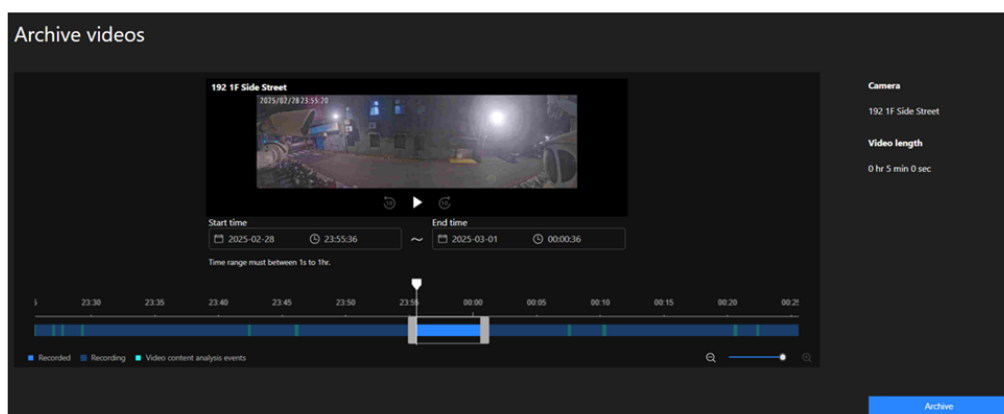 Archive videos
192 1F Side Street
2025/02/28 23:55:20
10
10
Start time
End time
2025-02-28
23:55:36
~
2025-03-01
00:00:36
Time range must between 1s to 1hr.
23:30
23:35
23:40
23:45
23:50
23:55
00:00
00:05
00:10
00:15
00:20
Recorded
Recording
Video content analysis events
Camera
192 1F Side Street
Video length
0 hr 5 min 0 sec
Archive